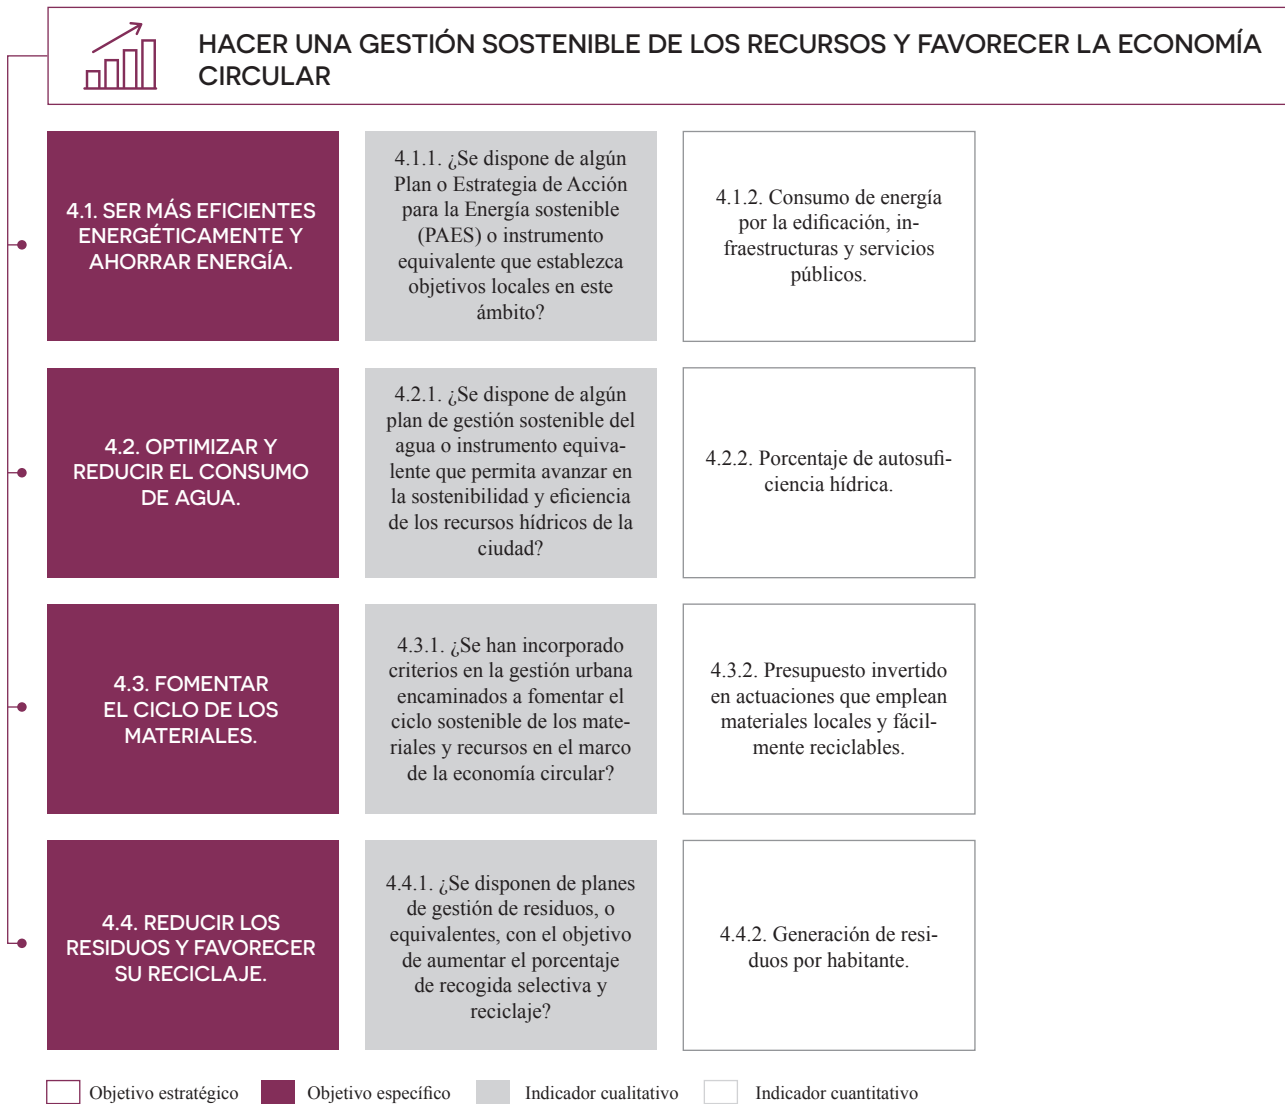 HACER UNA GESTIÓN SOSTENIBLE DE LOS RECURSOS Y FAVORECER LA ECONOMÍA
CIRCULAR
4.1. SER MÁS EFICIENTES
ENERGÉTICAMENTE Y
AHORRAR ENERGÍA.
4.1.1. ¿Se dispone de algún
Plan o Estrategia de Acción
para la Energía sostenible
(PAES) o instrumento
equivalente que establezca
objetivos locales en este
ámbito?
4.1.2. Consumo de energía
por la edificación, in-
fraestructuras y servicios
públicos.
4.2. OPTIMIZAR Y
REDUCIR EL CONSUMO
DE AGUA.
4.2.1. ¿Se dispone de algún
plan de gestión sostenible del
agua o instrumento equiva-
lente que permita avanzar en
la sostenibilidad y eficiencia
de los recursos hídricos de la
ciudad?
4.2.2. Porcentaje de autosufi-
ciencia hídrica.
4.3. FOMENTAR
EL CICLO DE LOS
MATERIALES.
4.3.1. ¿Se han incorporado
criterios en la gestión urbana
encaminados a fomentar el
ciclo sostenible de los mate-
riales y recursos en el marco
de la economía circular?
4.3.2. Presupuesto invertido
en actuaciones que emplean
materiales locales y fácil-
mente reciclables.
4.4. REDUCIR LOS
RESIDUOS Y FAVORECER
SU RECICLAJE.
4.4.1. ¿Se disponen de planes
de gestión de residuos, o
equivalentes, con el objetivo
de aumentar el porcentaje
de recogida selectiva y
reciclaje?
4.4.2. Generación de resi-
duos por habitante.
Objetivo estratégico
Objetivo específico
Indicador cualitativo
Indicador cuantitativo